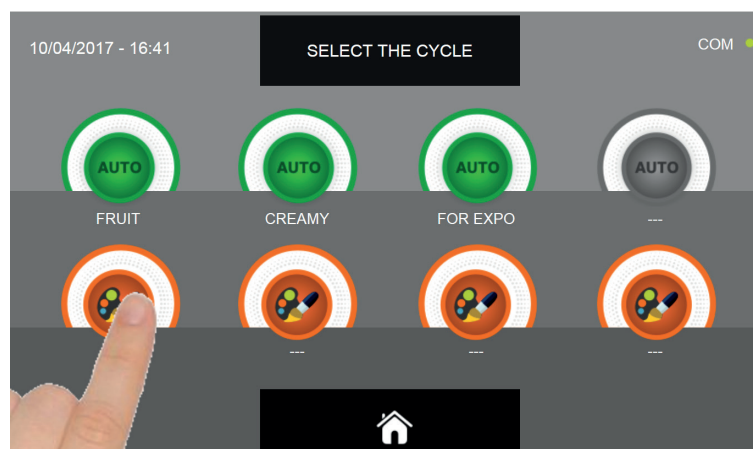 10/04/2017 - 16:41
SELECT THE CYCLE
COM
AUTO
AUTO
AUTO
AUTO
FRUIT
CREAMY
FOR EXPO
---
---
---
---